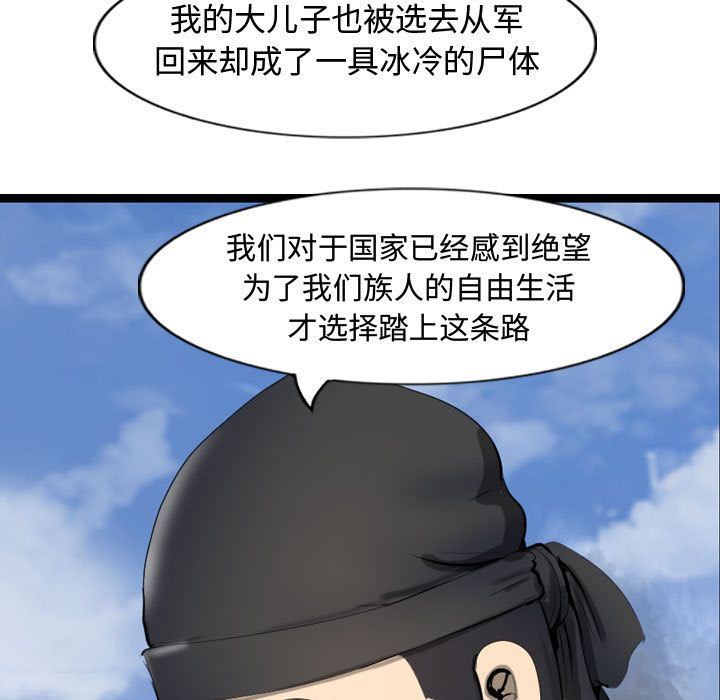 我的大儿子也被选去从军
回来却成了一具冰冷的尸体
我们对于国家已经感到绝望
为了我们族人的自由生活
才选择踏上这条路